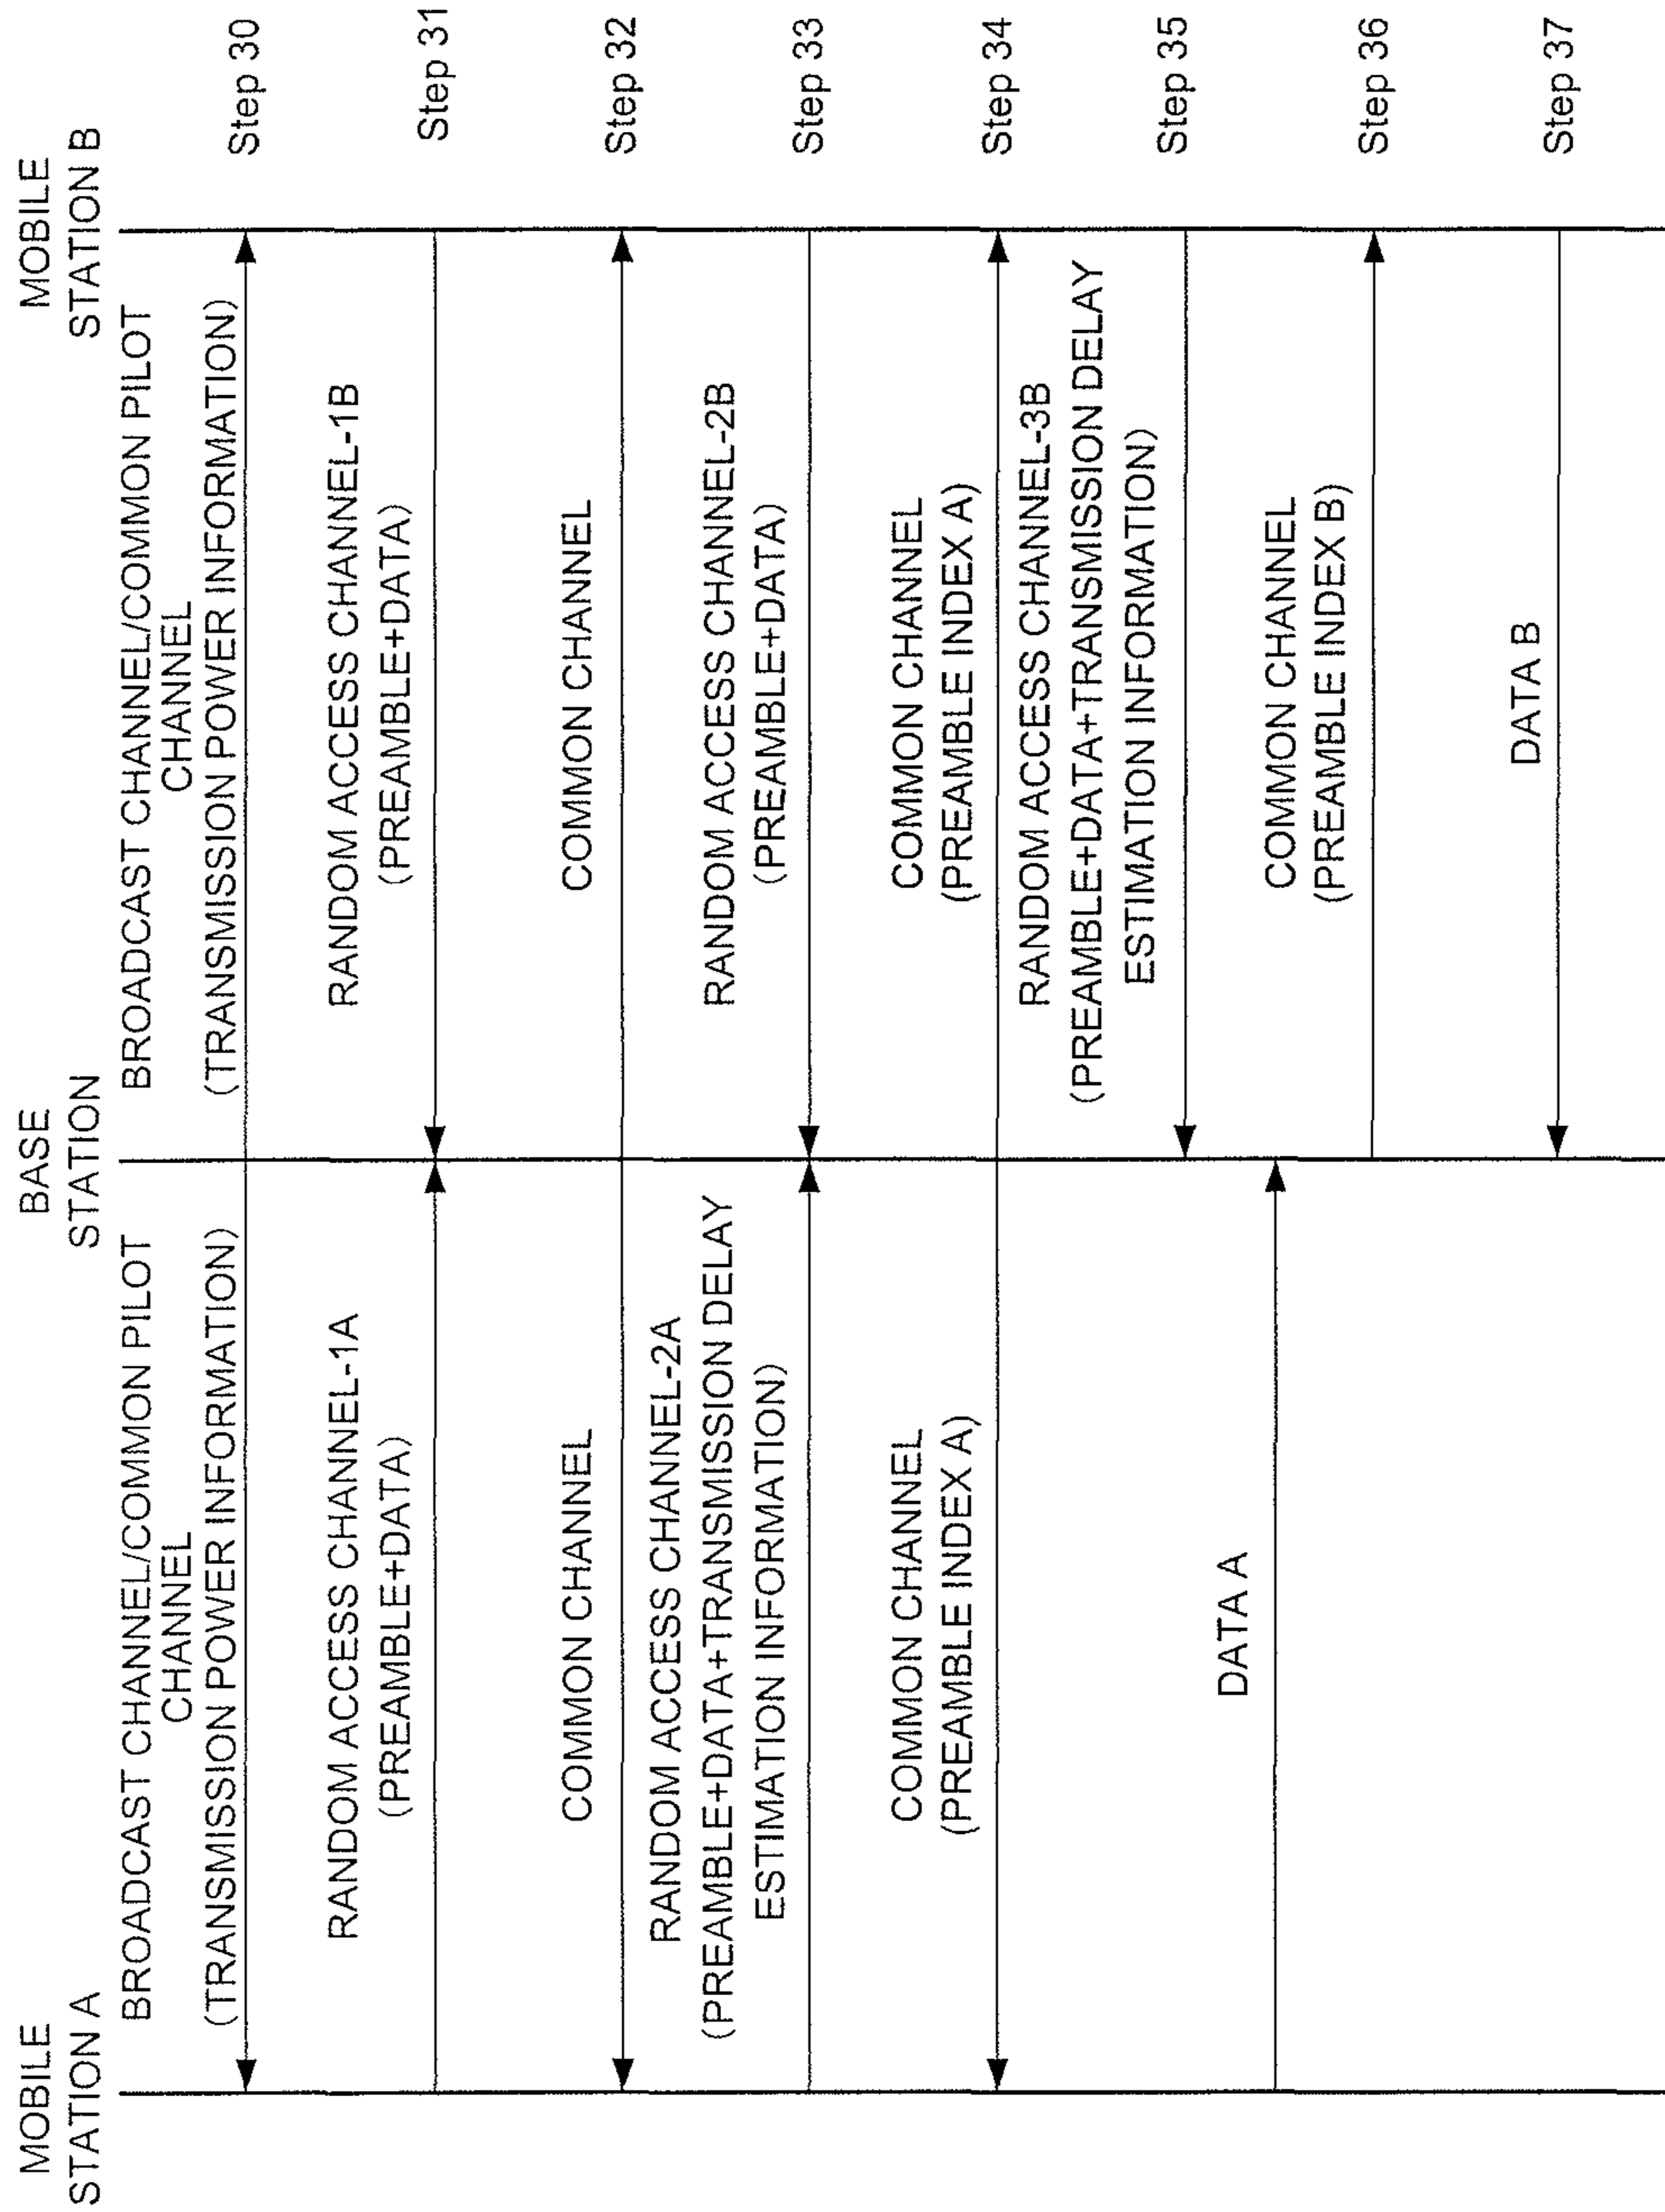 MOBILE
STATION A
BASE
STATION
MOBILE
STATION B
BROADCAST CHANNEL/COMMON PILOT
CHANNEL
(TRANSMISSION POWER INFORMATION)
BROADCAST CHANNEL/COMMON PILOT
CHANNEL
(TRANSMISSION POWER INFORMATION)
Step 30
RANDOM ACCESS CHANNEL-1A
(PREAMBLE+DATA)
RANDOM ACCESS CHANNEL-1B
(PREAMBLE+DATA)
Step 31
COMMON CHANNEL
COMMON CHANNEL
Step 32
RANDOM ACCESS CHANNEL-2A
(PREAMBLE+DATA+TRANSMISSION DELAY
ESTIMATION INFORMATION)
RANDOM ACCESS CHANNEL-2B
(PREAMBLE+DATA)
Step 33
COMMON CHANNEL
(PREAMBLE INDEX A)
COMMON CHANNEL
(PREAMBLE INDEX A)
Step 34
RANDOM ACCESS CHANNEL-3B
(PREAMBLE+DATA+TRANSMISSION DELAY
ESTIMATION INFORMATION)
Step 35
DATA A
COMMON CHANNEL
(PREAMBLE INDEX B)
Step 36
DATA B
Step 37